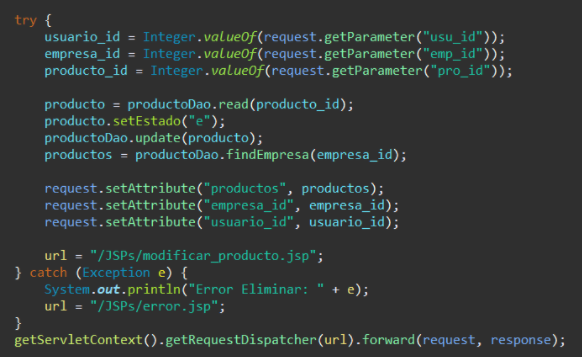 try {
usuario_id = Integer.valueOf(request.getParameter("usu_id"));
empresa_id = Integer.valueOf(request.getParameter("emp_id"));
producto_id = Integer.valueOf(request.getParameter("pro_id"));
producto = productoDao.read(producto_id);
producto.setEstado("e");
productoDao.update(producto);
productos = productoDao.findEmpresa(empresa_id);
request.setAttribute("productos", productos);
request.setAttribute("empresa_id", empresa_id);
request.setAttribute("usuario_id", usuario_id);
url = "/JSPs/modificar_producto.jsp";
} catch (Exception e) {
System.out.println("Error Eliminar: " + e);
url = "/JSPs/error.jsp";
}
getServletContext().getRequestDispatcher(url).forward(request, response);